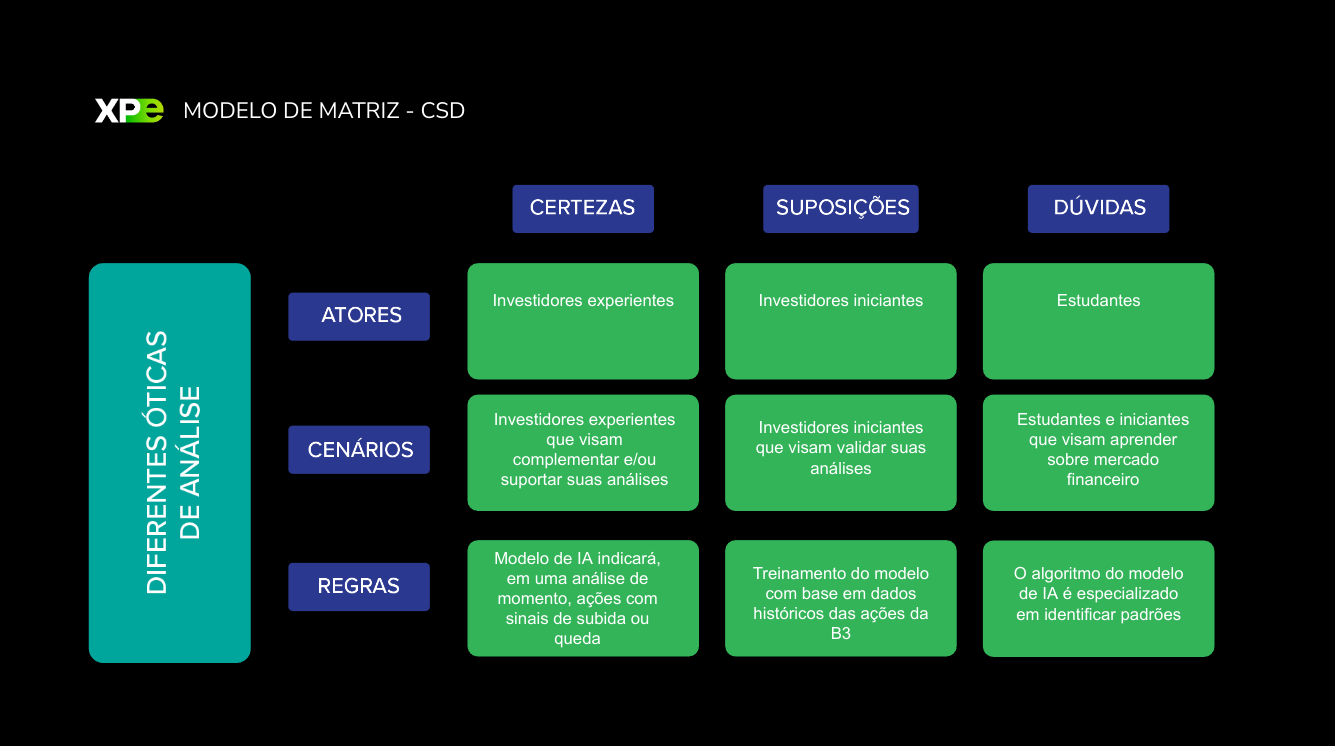 XPe MODELO DE MATRIZ - CSD
CERTEZAS
SUPOSIÇÕES
DÚVIDAS
DIFERENTES ÓTICAS
DE ANÁLISE
ATORES
Investidores experientes
Investidores iniciantes
Estudantes
CENÁRIOS
Investidores experientes
que visam
complementar e/ou
suportar suas análises
Investidores iniciantes
que visam validar suas
análises
Estudantes e iniciantes
que visam aprender
sobre mercado
financeiro
REGRAS
Modelo de IA indicará,
em uma análise de
momento, ações com
sinais de subida ou
queda
Treinamento do modelo
com base em dados
históricos das ações da
B3
O algoritmo do modelo
de IA é especializado
em identificar padrões